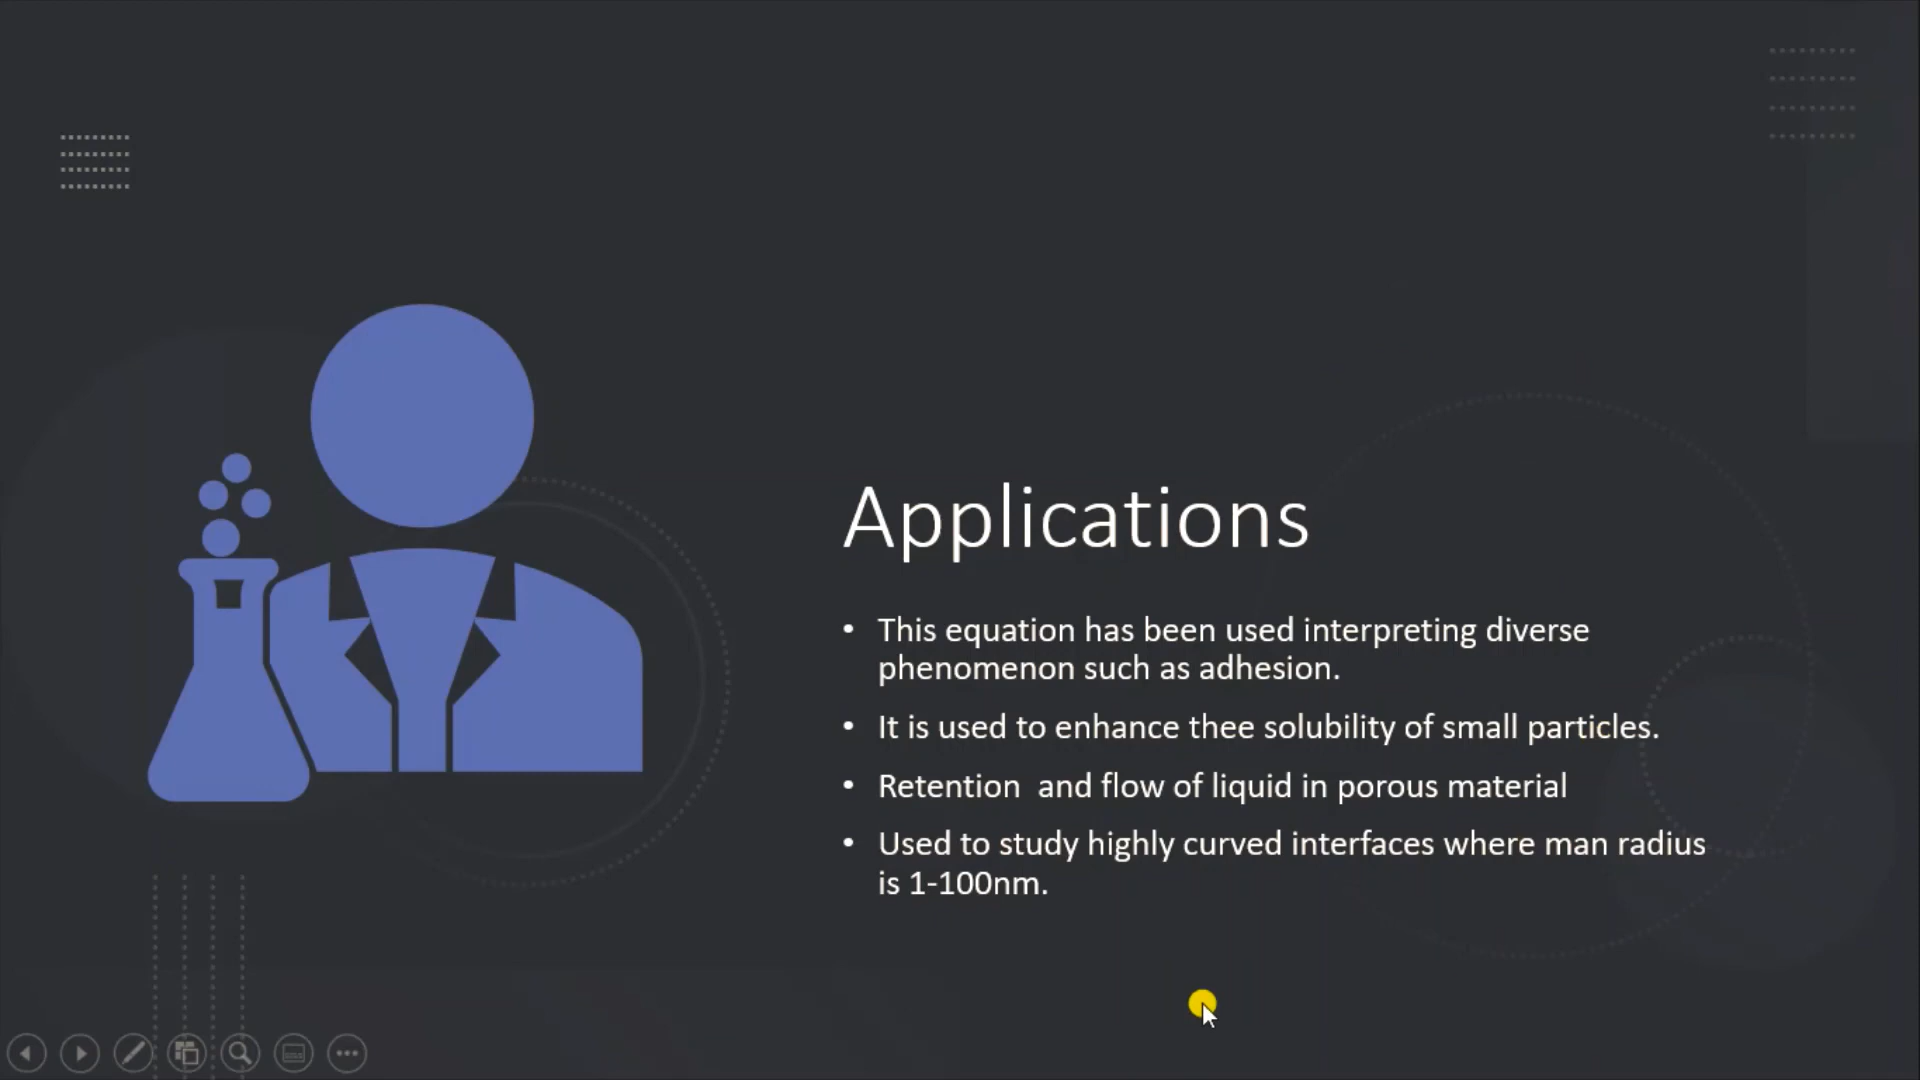 Applications
• This equation has been used interpreting diverse
phenomenon such as adhesion.
• It is used to enhance thee solubility of small particles.
• Retention  and flow of liquid in porous material
• Used to study highly curved interfaces where man radius
is 1-100nm.